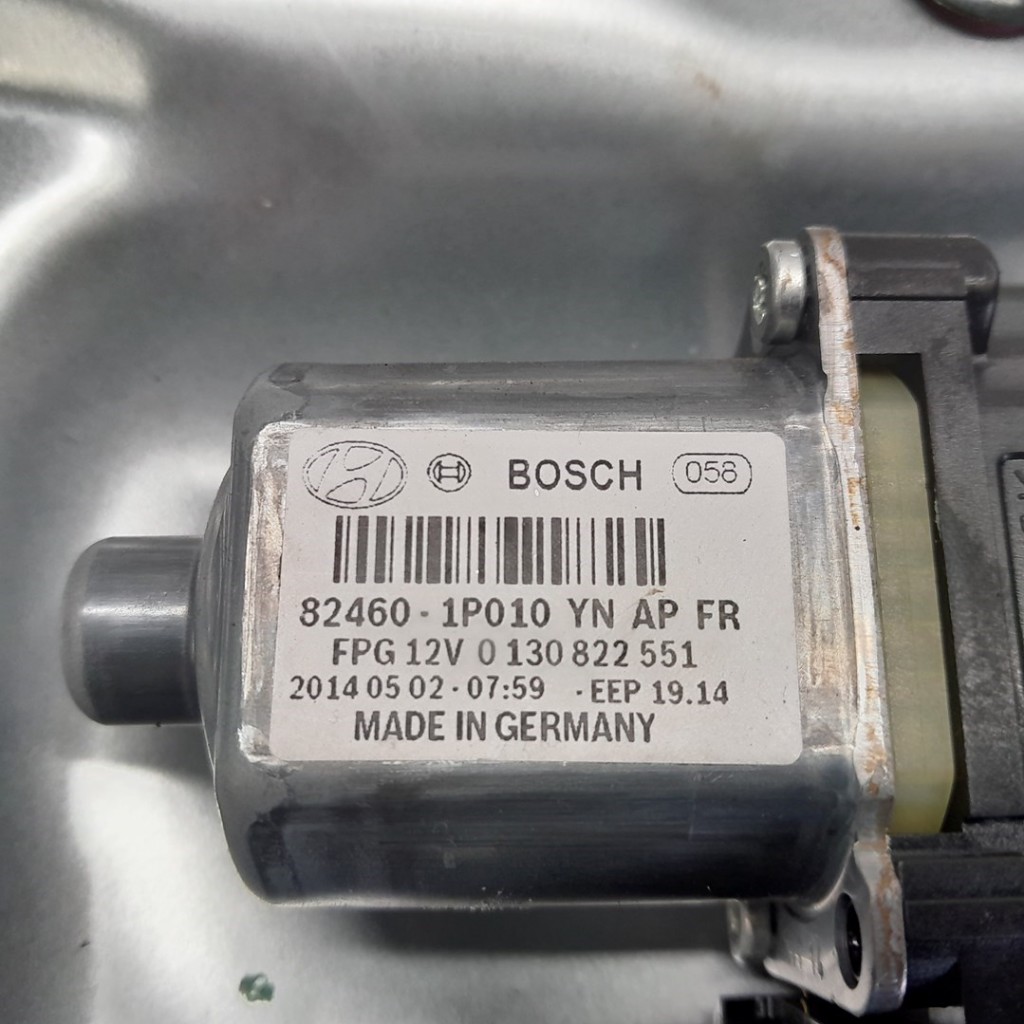 BOSCH 058
82460-1P010 YN AP FR
FPG 12V 0 130 822 551
2014 05 02 - 07:59 - EEP 19.14
MADE IN GERMANY